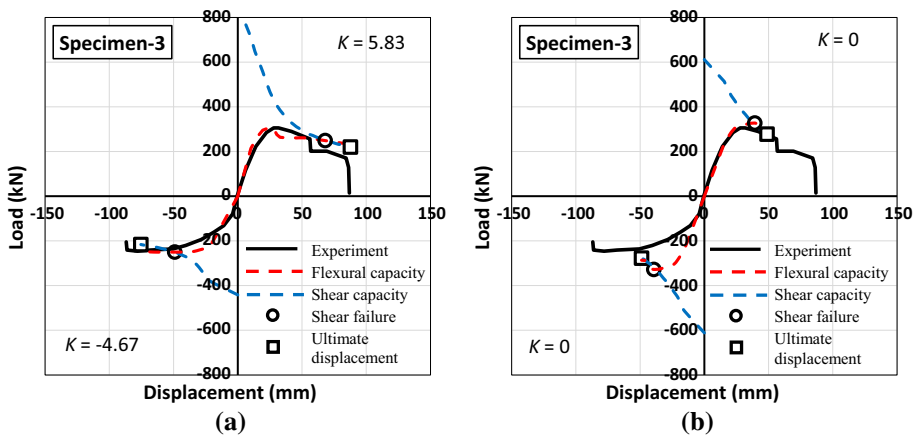 800
Specimen-3
K = 5.83
600
400
200
0
-150
-100
-50
0
50
100
150
-200
-400
-600
-800
Load (kN)
Experiment
Flexural capacity
Shear capacity
Shear failure
Ultimate
displacement
K = -4.67
Displacement (mm)
(a)
800
Specimen-3
K = 0
600
400
200
0
-150
-100
-50
0
50
100
150
-200
-400
-600
-800
Load (kN)
Experiment
Flexural capacity
Shear capacity
Shear failure
Ultimate
displacement
K = 0
Displacement (mm)
(b)